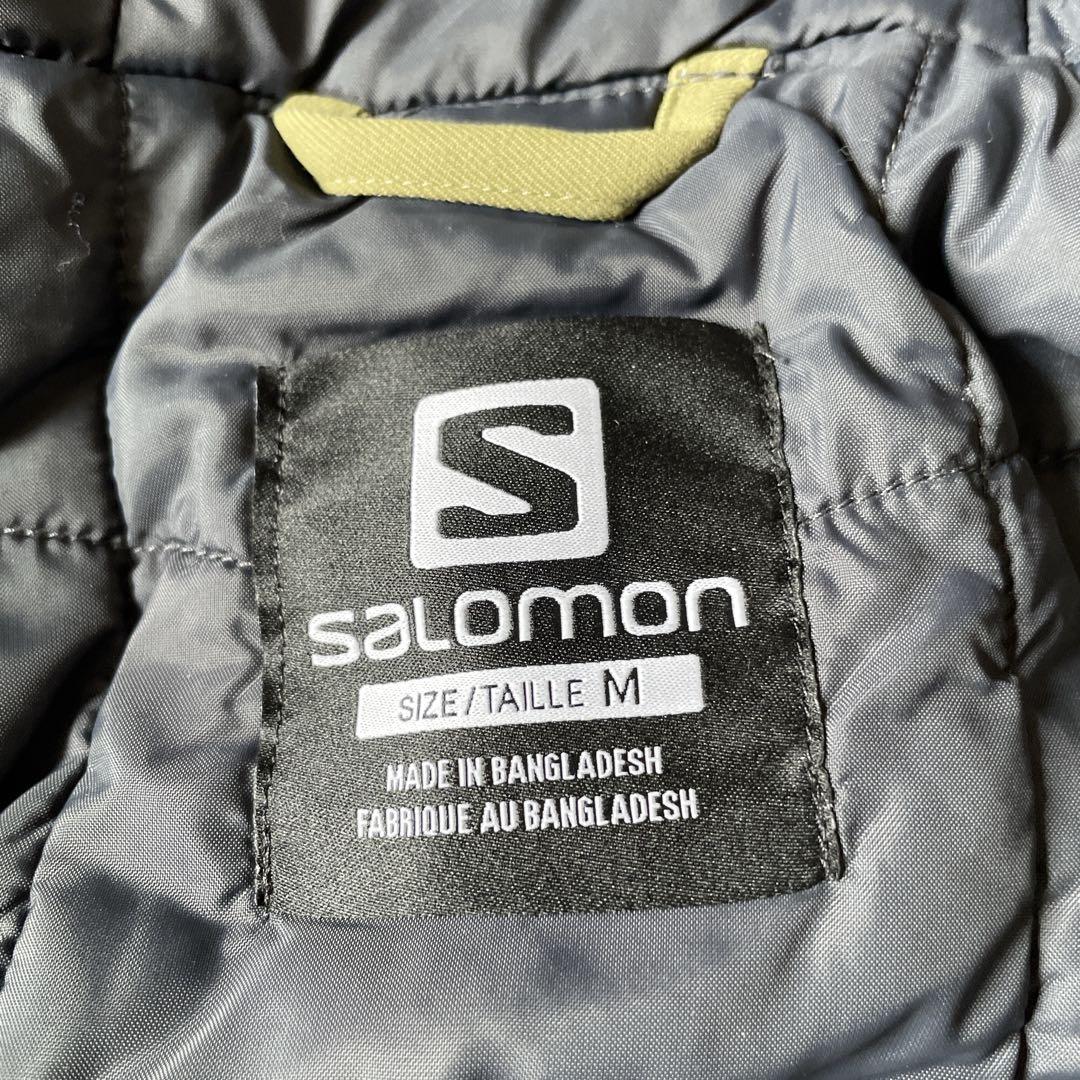 S
SALOMON
SIZE/TAILLE M
MADE IN BANGLADESH
FABRIQUE AU BANGLADESH